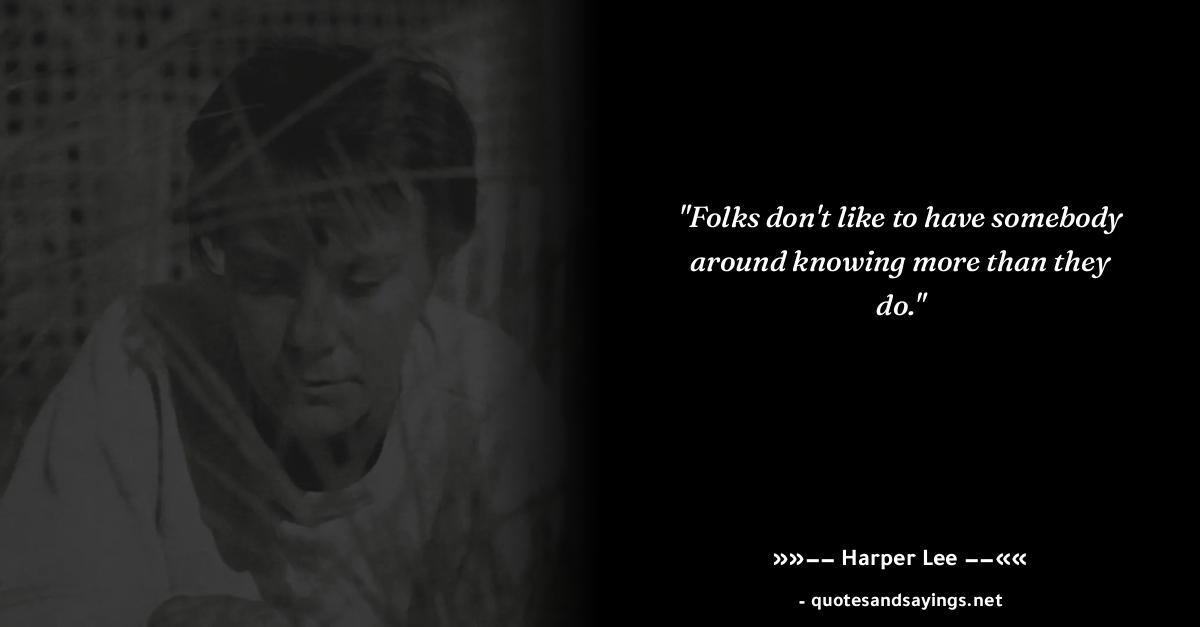 "Folks don't like to have somebody
around knowing more than they
do."
»»−− Harper Lee −−««
- quotesandsayings.net